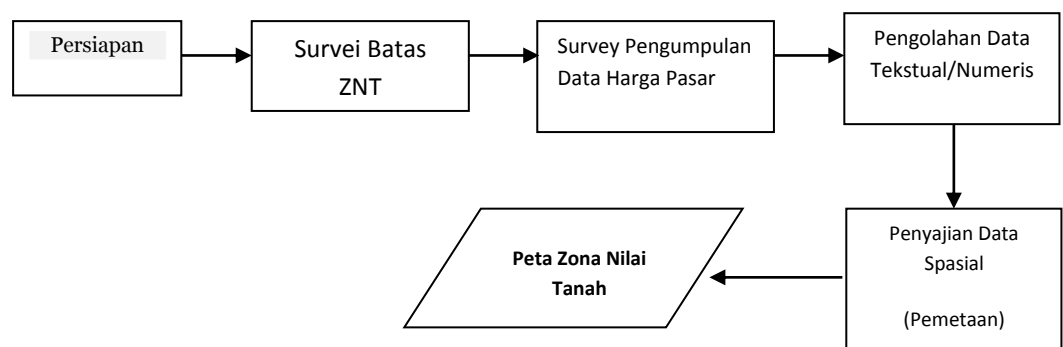 Persiapan
Survei Batas
ZNT
Survey Pengumpulan
Data Harga Pasar
Pengolahan Data
Tekstual/Numeris
Penyajian Data
Spasial
(Pemetaan)
Peta Zona Nilai
Tanah